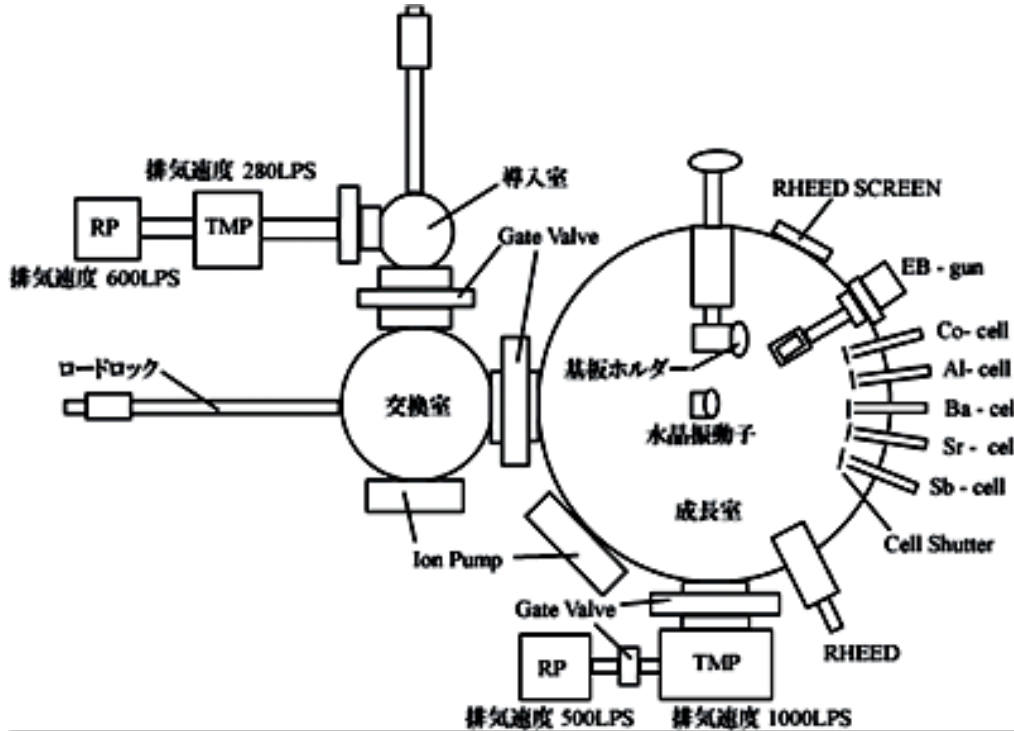 排気速度 280LPS
RP
TMP
排気速度 600LPS
導入室
Gate Valve
RHEED SCREEN
EB - gun
Co- cell
Al- cell
Ba - cel
Sr - cel
Sb - cell
Cell Shutter
基板ホルダー
水晶振動子
成長室
ロードロック
交換室
Ion Pump
Gate Valve
RP
TMP
RHEED
排気速度 500LPS
排気速度 1000LPS